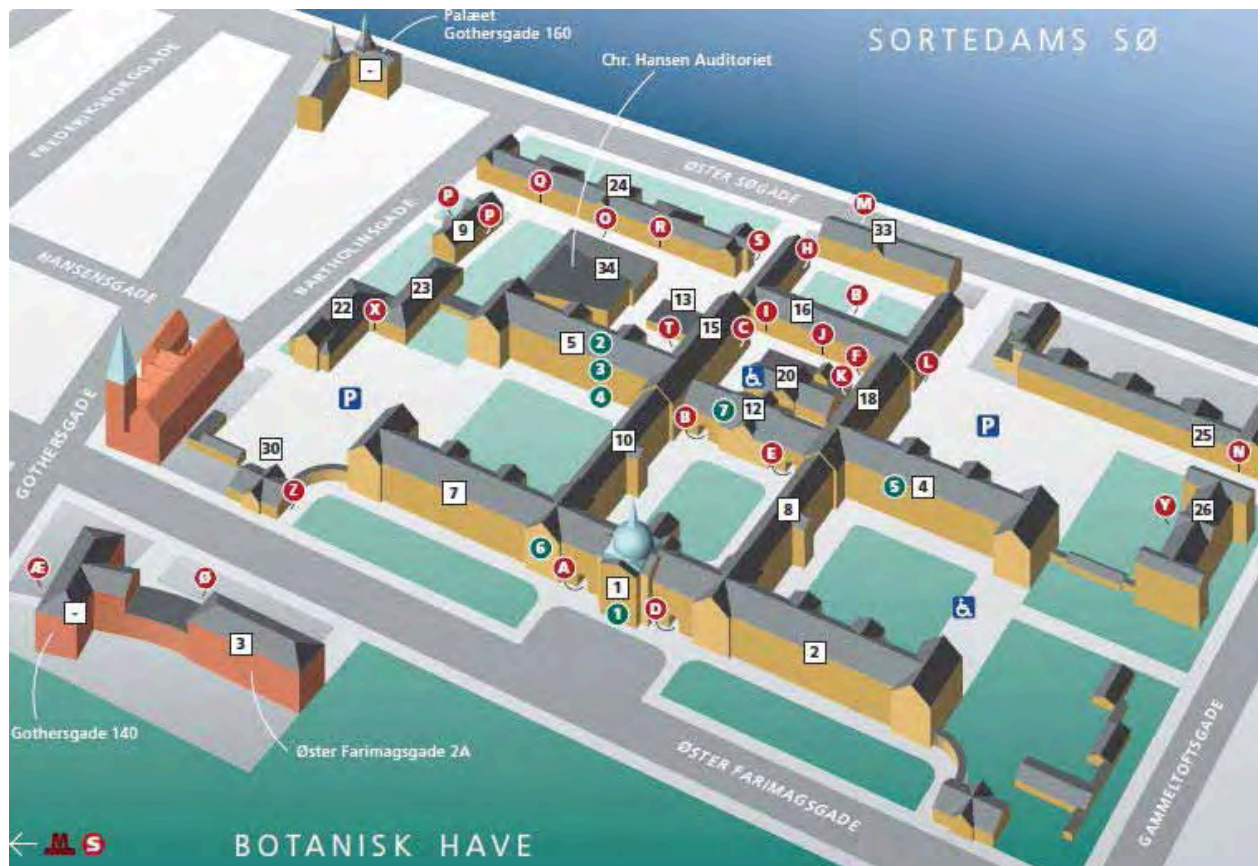 Palæet
Gothersgade 160
SORTEDAMS SØ
Chr. Hansen Auditoriet
-
FREDERIKSBORGGADE
ØSTER SØGADE
Q
24
P
P
9
O
R
M
33
S
H
BARTHOLINSGADE
HANSENSGADE
34
23
22
X
13
T
15
C
I
16
B
J
F
5
2
3
4
20
K
18
L
P
B
7
12
E
10
P
25
N
GOTHERSGADE
30
Z
7
8
5
4
Y
26
6
A
1
1
D
Æ
Ø
-
3
2
Gothersgade 140
Øster Farimagsgade 2A
ØSTER FARIMAGSGADE
GAMMELTOFTSGADE
M
S
BOTANISK HAVE